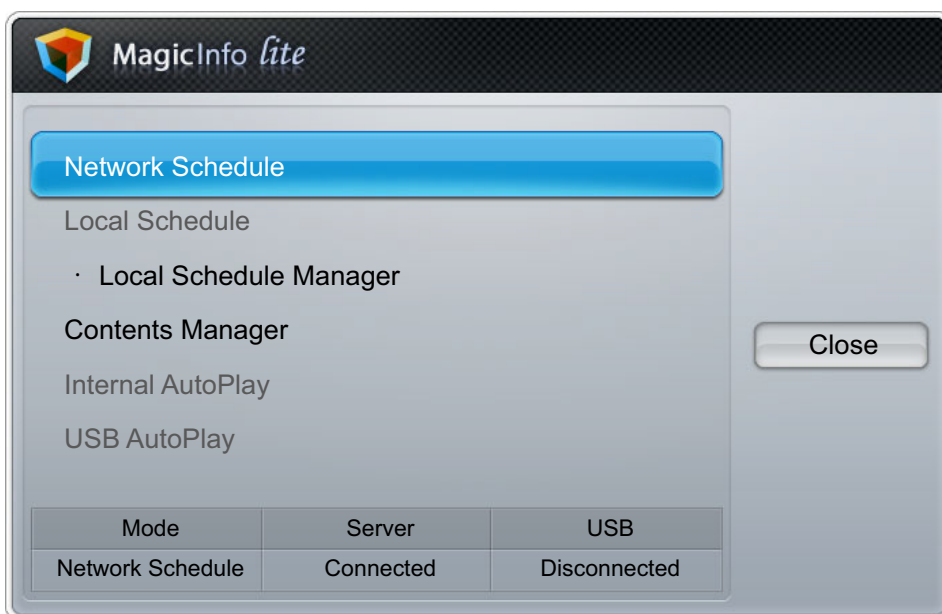 MagicInfo lite
Network Schedule
Local Schedule
· Local Schedule Manager
Contents Manager
Close
Internal AutoPlay
USB AutoPlay
Mode Server USB
Network Schedule Connected Disconnected